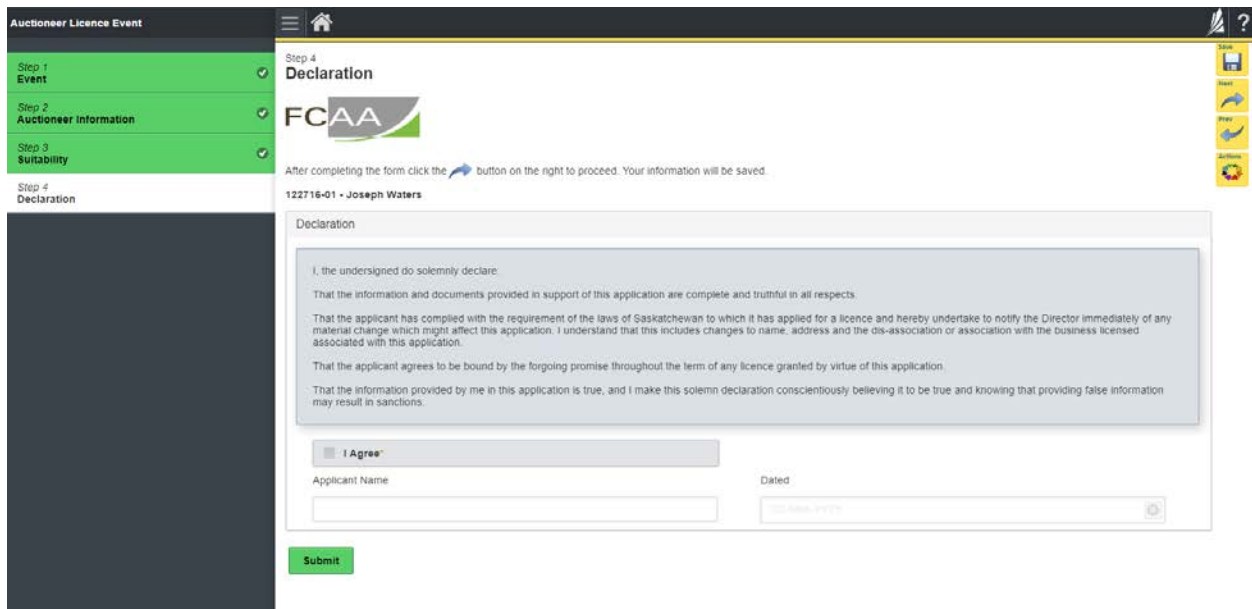 Auctioneer Licence Event
?
Step 1
Event
Step 2
Auctioneer Information
Step 3
Suitability
Step 4
Declaration
Step 4
Declaration
FCAA
After completing the form click the button on the right to proceed. Your information will be saved.
122716-01 - Joseph Waters
Declaration
I, the undersigned do solemnly declare:
That the information and documents provided in support of this application are complete and truthful in all respects.
That the applicant has complied with the requirement of the laws of Saskatchewan to which it has applied for a licence and hereby undertake to notify the Director immediately of any
material change which might affect this application. I understand that this includes changes to name, address and the dis-association or association with the business licensed
associated with this application.
That the applicant agrees to be bound by the forgoing promise throughout the term of any licence granted by virtue of this application.
That the information provided by me in this application is true, and I make this solemn declaration conscientiously believing it to be true and knowing that providing false information
may result in sanctions.
I Agree*
Applicant Name
Dated
Submit
Save
Next
Prev
Actions